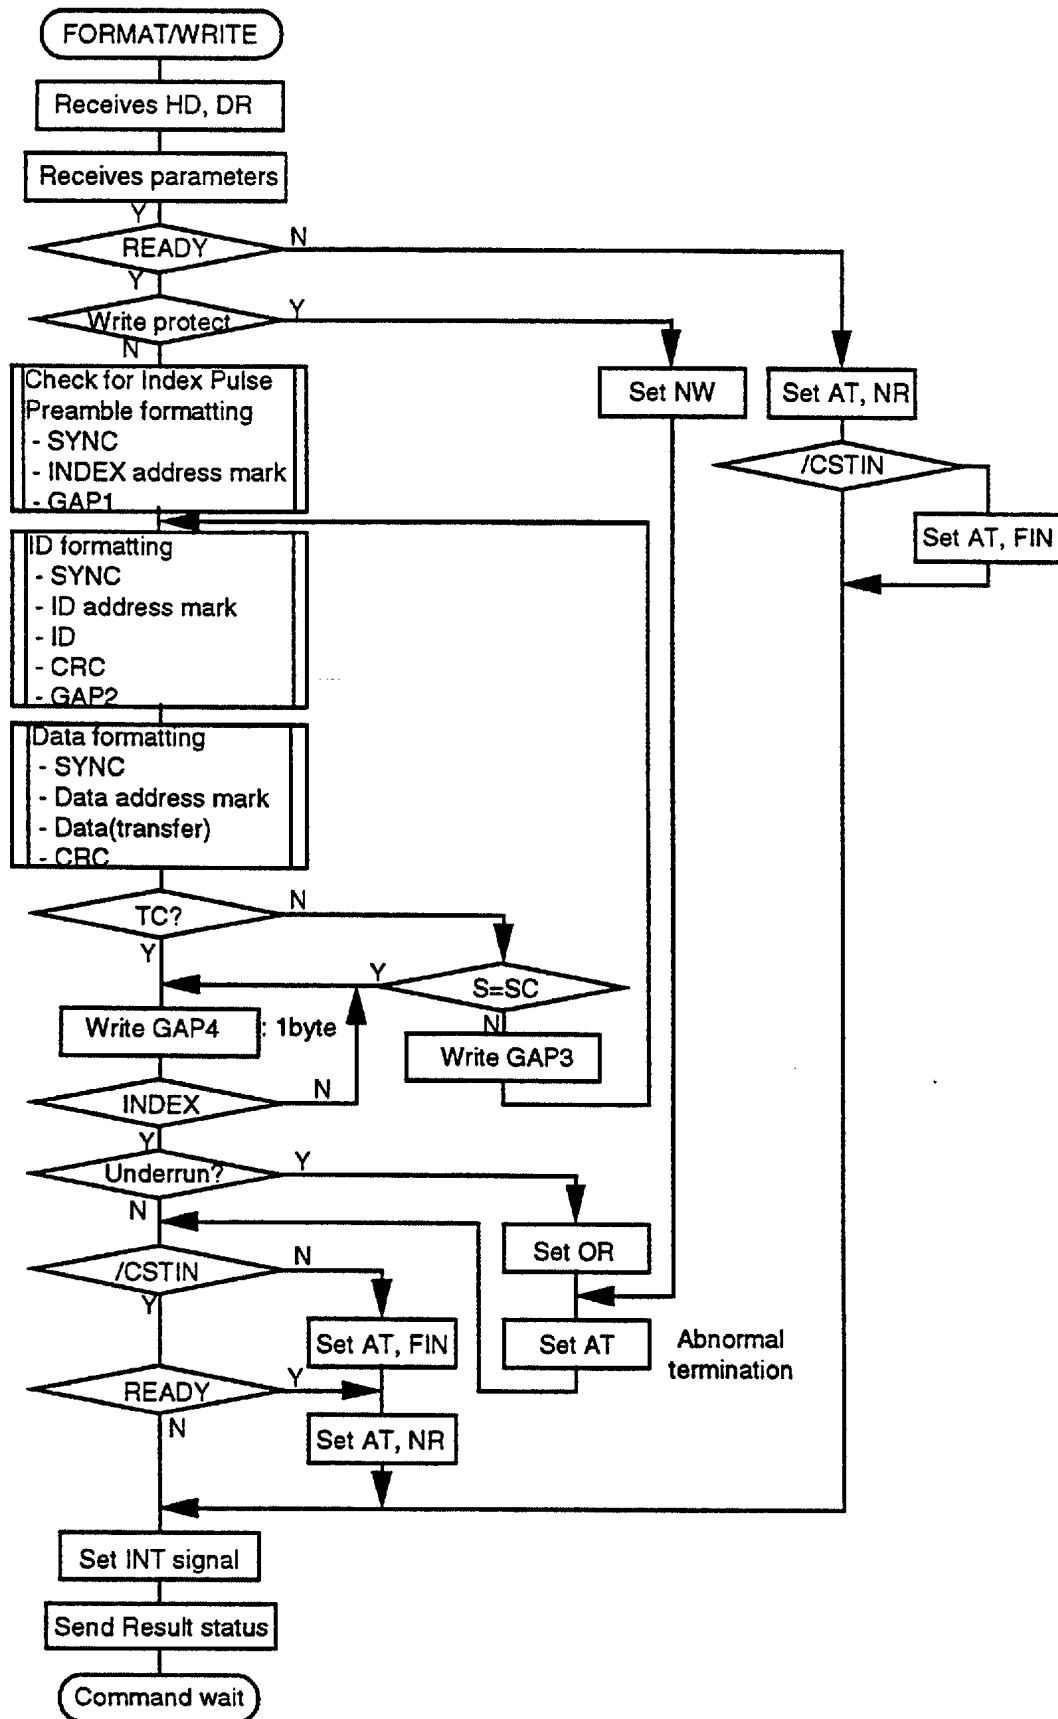 FORMAT/WRITE
Receives HD, DR
Receives parameters
Y
READY
N
Y
Write protect
Y
N
Check for Index Pulse
Preamble formatting
- SYNC
- INDEX address mark
- GAP1
Set NW
Set AT, NR
/CSTIN
Set AT, FIN
ID formatting
- SYNC
- ID address mark
- ID
- CRC
- GAP2
Data formatting
- SYNC
- Data address mark
- Data(transfer)
- CRC
TC?
N
Y
Y
S=SC
N
Write GAP4
: 1byte
Write GAP3
INDEX
N
Y
Underrun?
Y
N
Set OR
/CSTIN
N
Y
Set AT, FIN
Set AT
Abnormal
termination
READY
Y
N
Set AT, NR
Set INT signal
Send Result status
Command wait